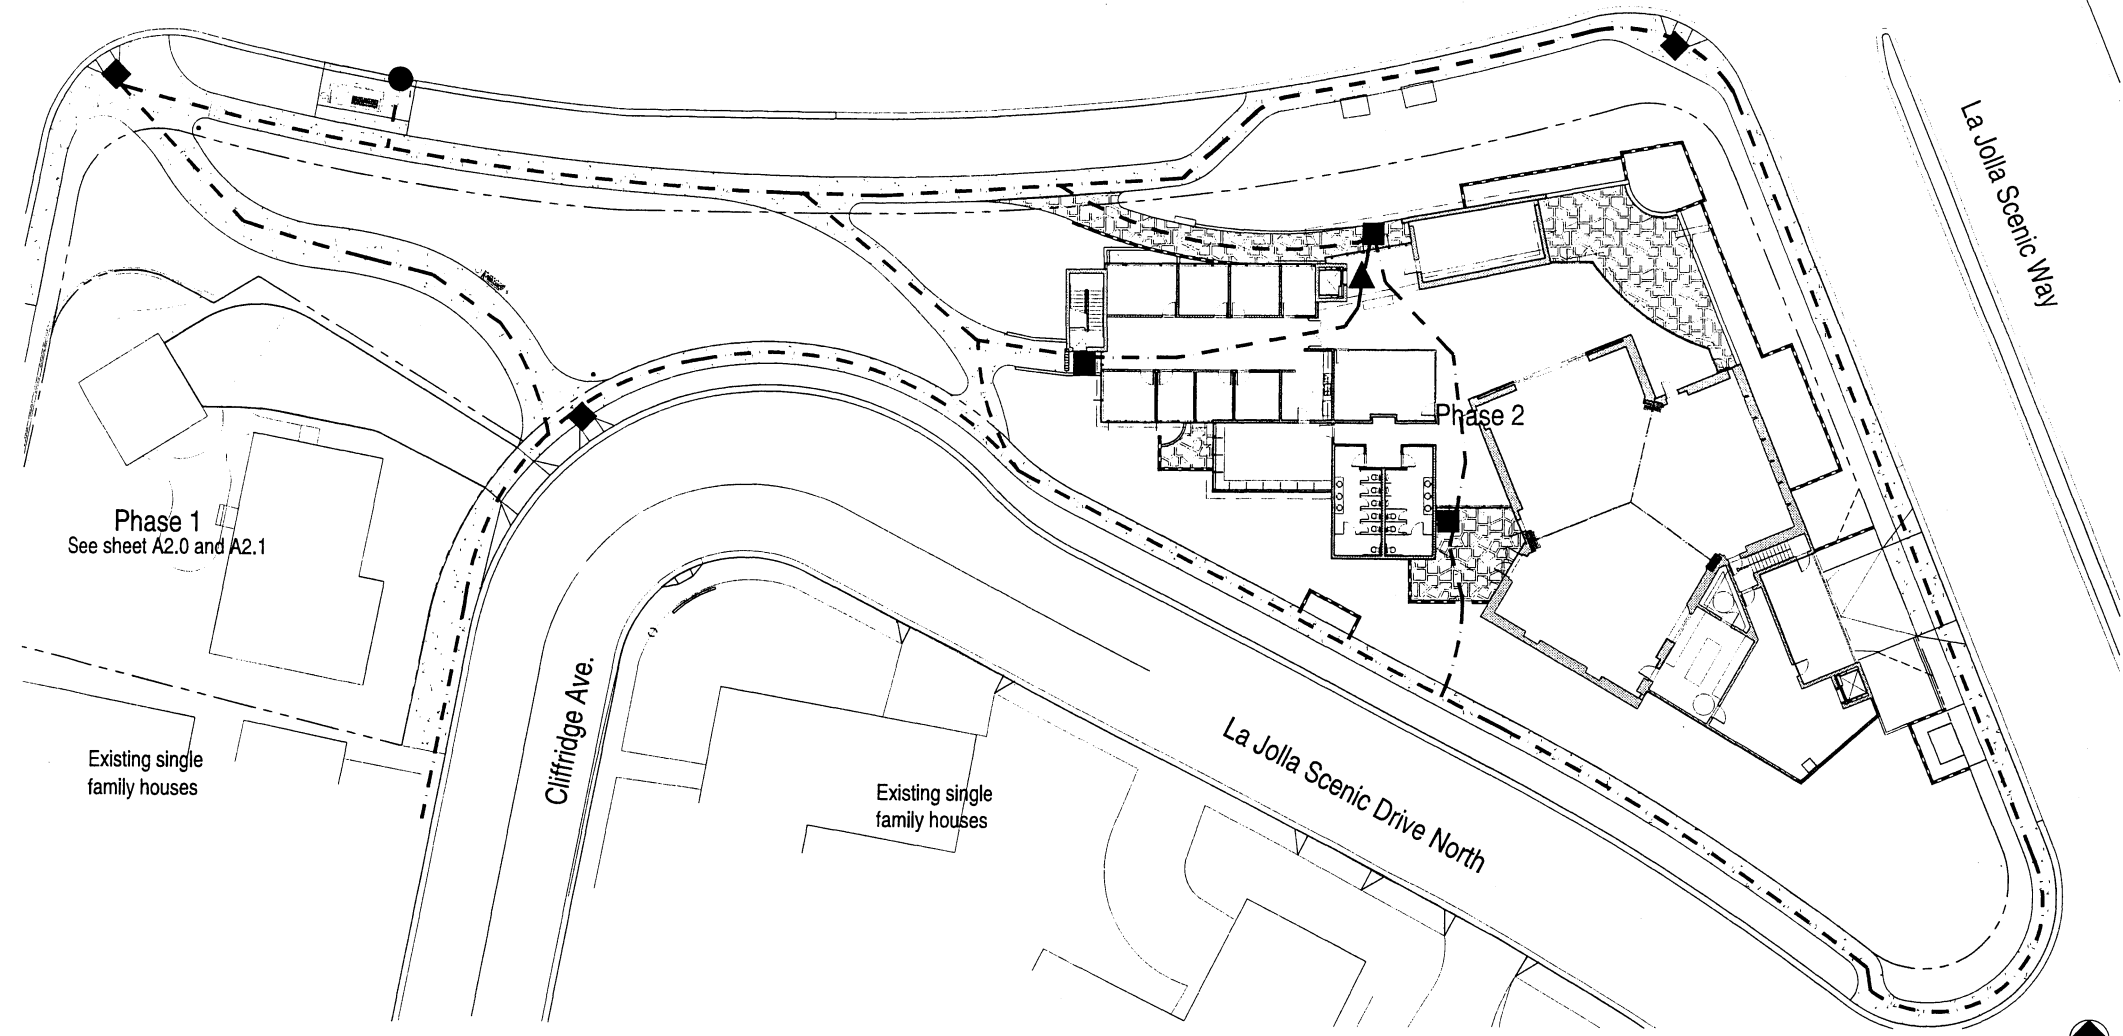 La Jolla Scenic Way
Phase 2
Phase 1
See sheet A2.0 and A2.1
Cliffridge Ave.
La Jolla Scenic Drive North
Existing single
family houses
Existing single
family houses